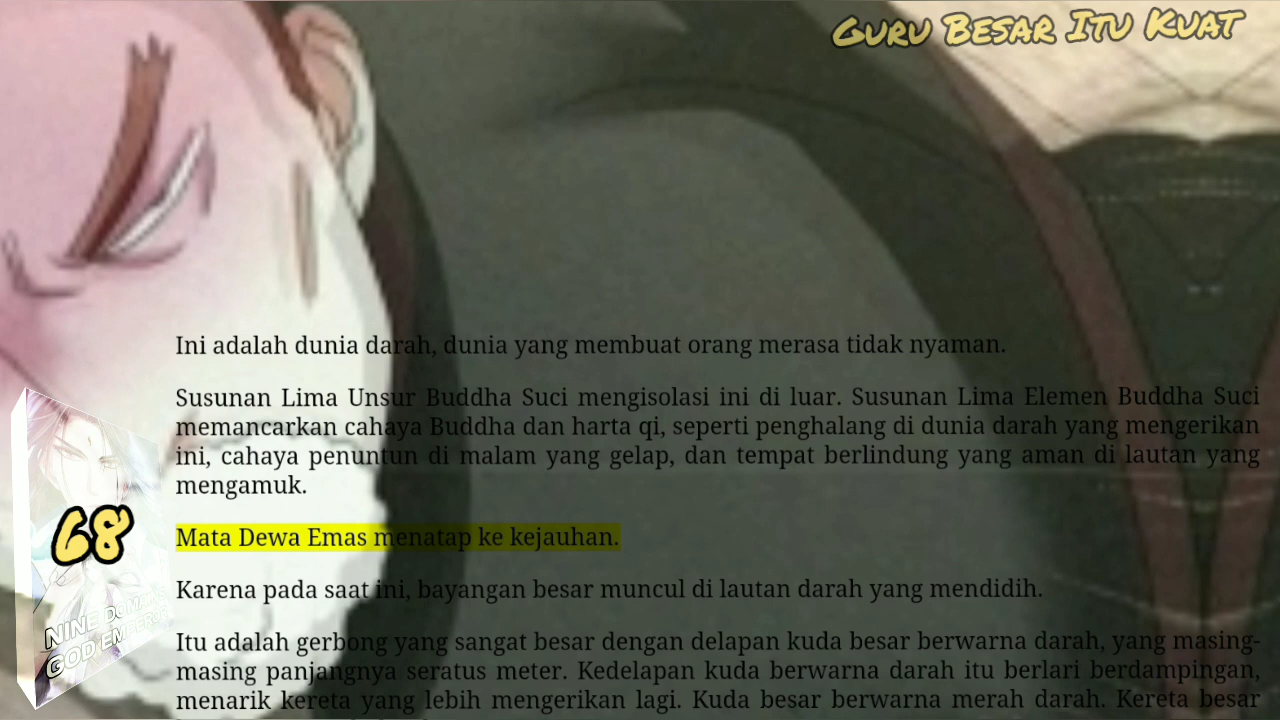 Guru Besar Itu Kuat
Ini adalah dunia darah, dunia yang membuat orang merasa tidak nyaman.
Susunan Lima Unsur Buddha Suci mengisolasi ini di luar. Susunan Lima Elemen Buddha Suci
memancarkan cahaya Buddha dan harta qi, seperti penghalang di dunia darah yang mengerikan
ini, cahaya penuntun di malam yang gelap, dan tempat berlindung yang aman di lautan yang
mengamuk.
Mata Dewa Emas menatap ke kejauhan.
Karena pada saat ini, bayangan besar muncul di lautan darah yang mendidih.
Itu adalah gerbong yang sangat besar dengan delapan kuda besar berwarna darah, yang masing-
masing panjangnya seratus meter. Kedelapan kuda berwarna darah itu berlari berdampingan,
menarik kereta yang lebih mengerikan lagi. Kuda besar berwarna merah darah. Kereta besar
68
NINE DOMAINS
GOD EMPEROR